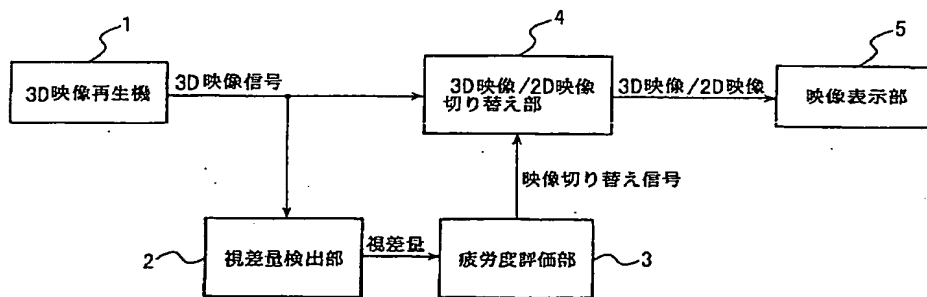 1
4
5
3D映像再生機
3D映像信号
3D映像/2D映像
切り替え部
3D映像/2D映像
映像表示部
映像切り替え信号
2
視差量検出部
視差量
疲労度評価部
3